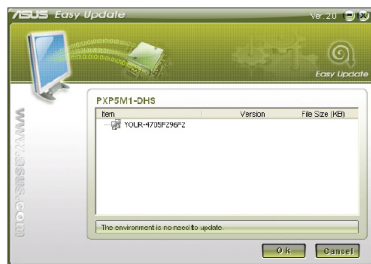 ASUS Easy Update
Ver 2.0
Easy Update
PXP5M1-DHS
Item Version File Size (KB)
YOUR-4705F296FZ
The environment is no need to update
www.asus.com
Ok Cancel